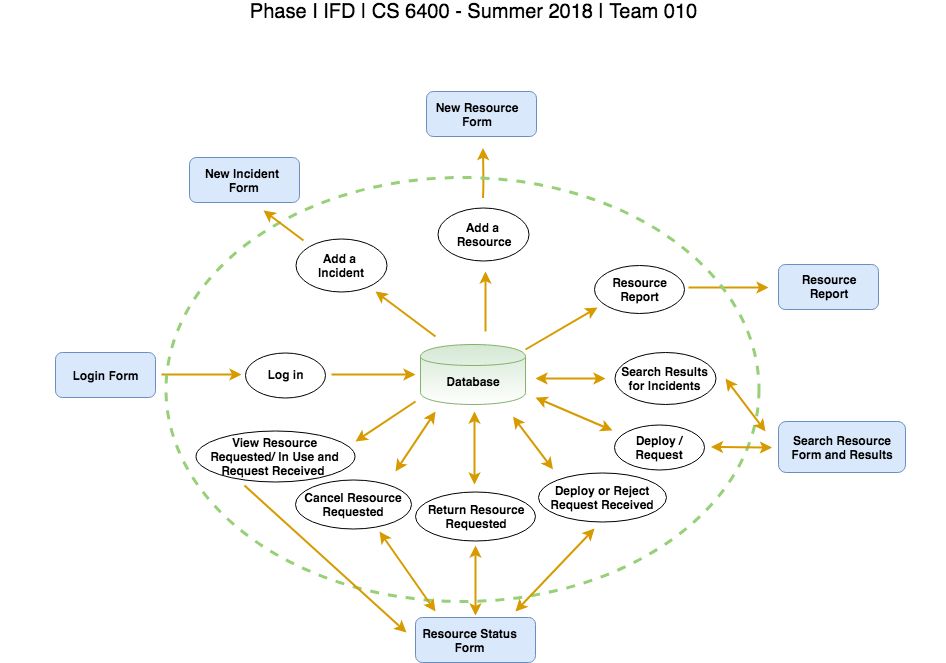 Phase I IFD | CS 6400 - Summer 2018 | Team 010
New Resource
Form
New Incident
Form
Add a
Resource
Add a
Incident
Resource
Report
Resource
Report
Login Form
Log in
Database
Search Results
for Incidents
Deploy /
Request
Search Resource
Form and Results
View Resource
Requested/ In Use and
Request Received
Cancel Resource
Requested
Return Resource
Requested
Deploy or Reject
Request Received
Resource Status
Form